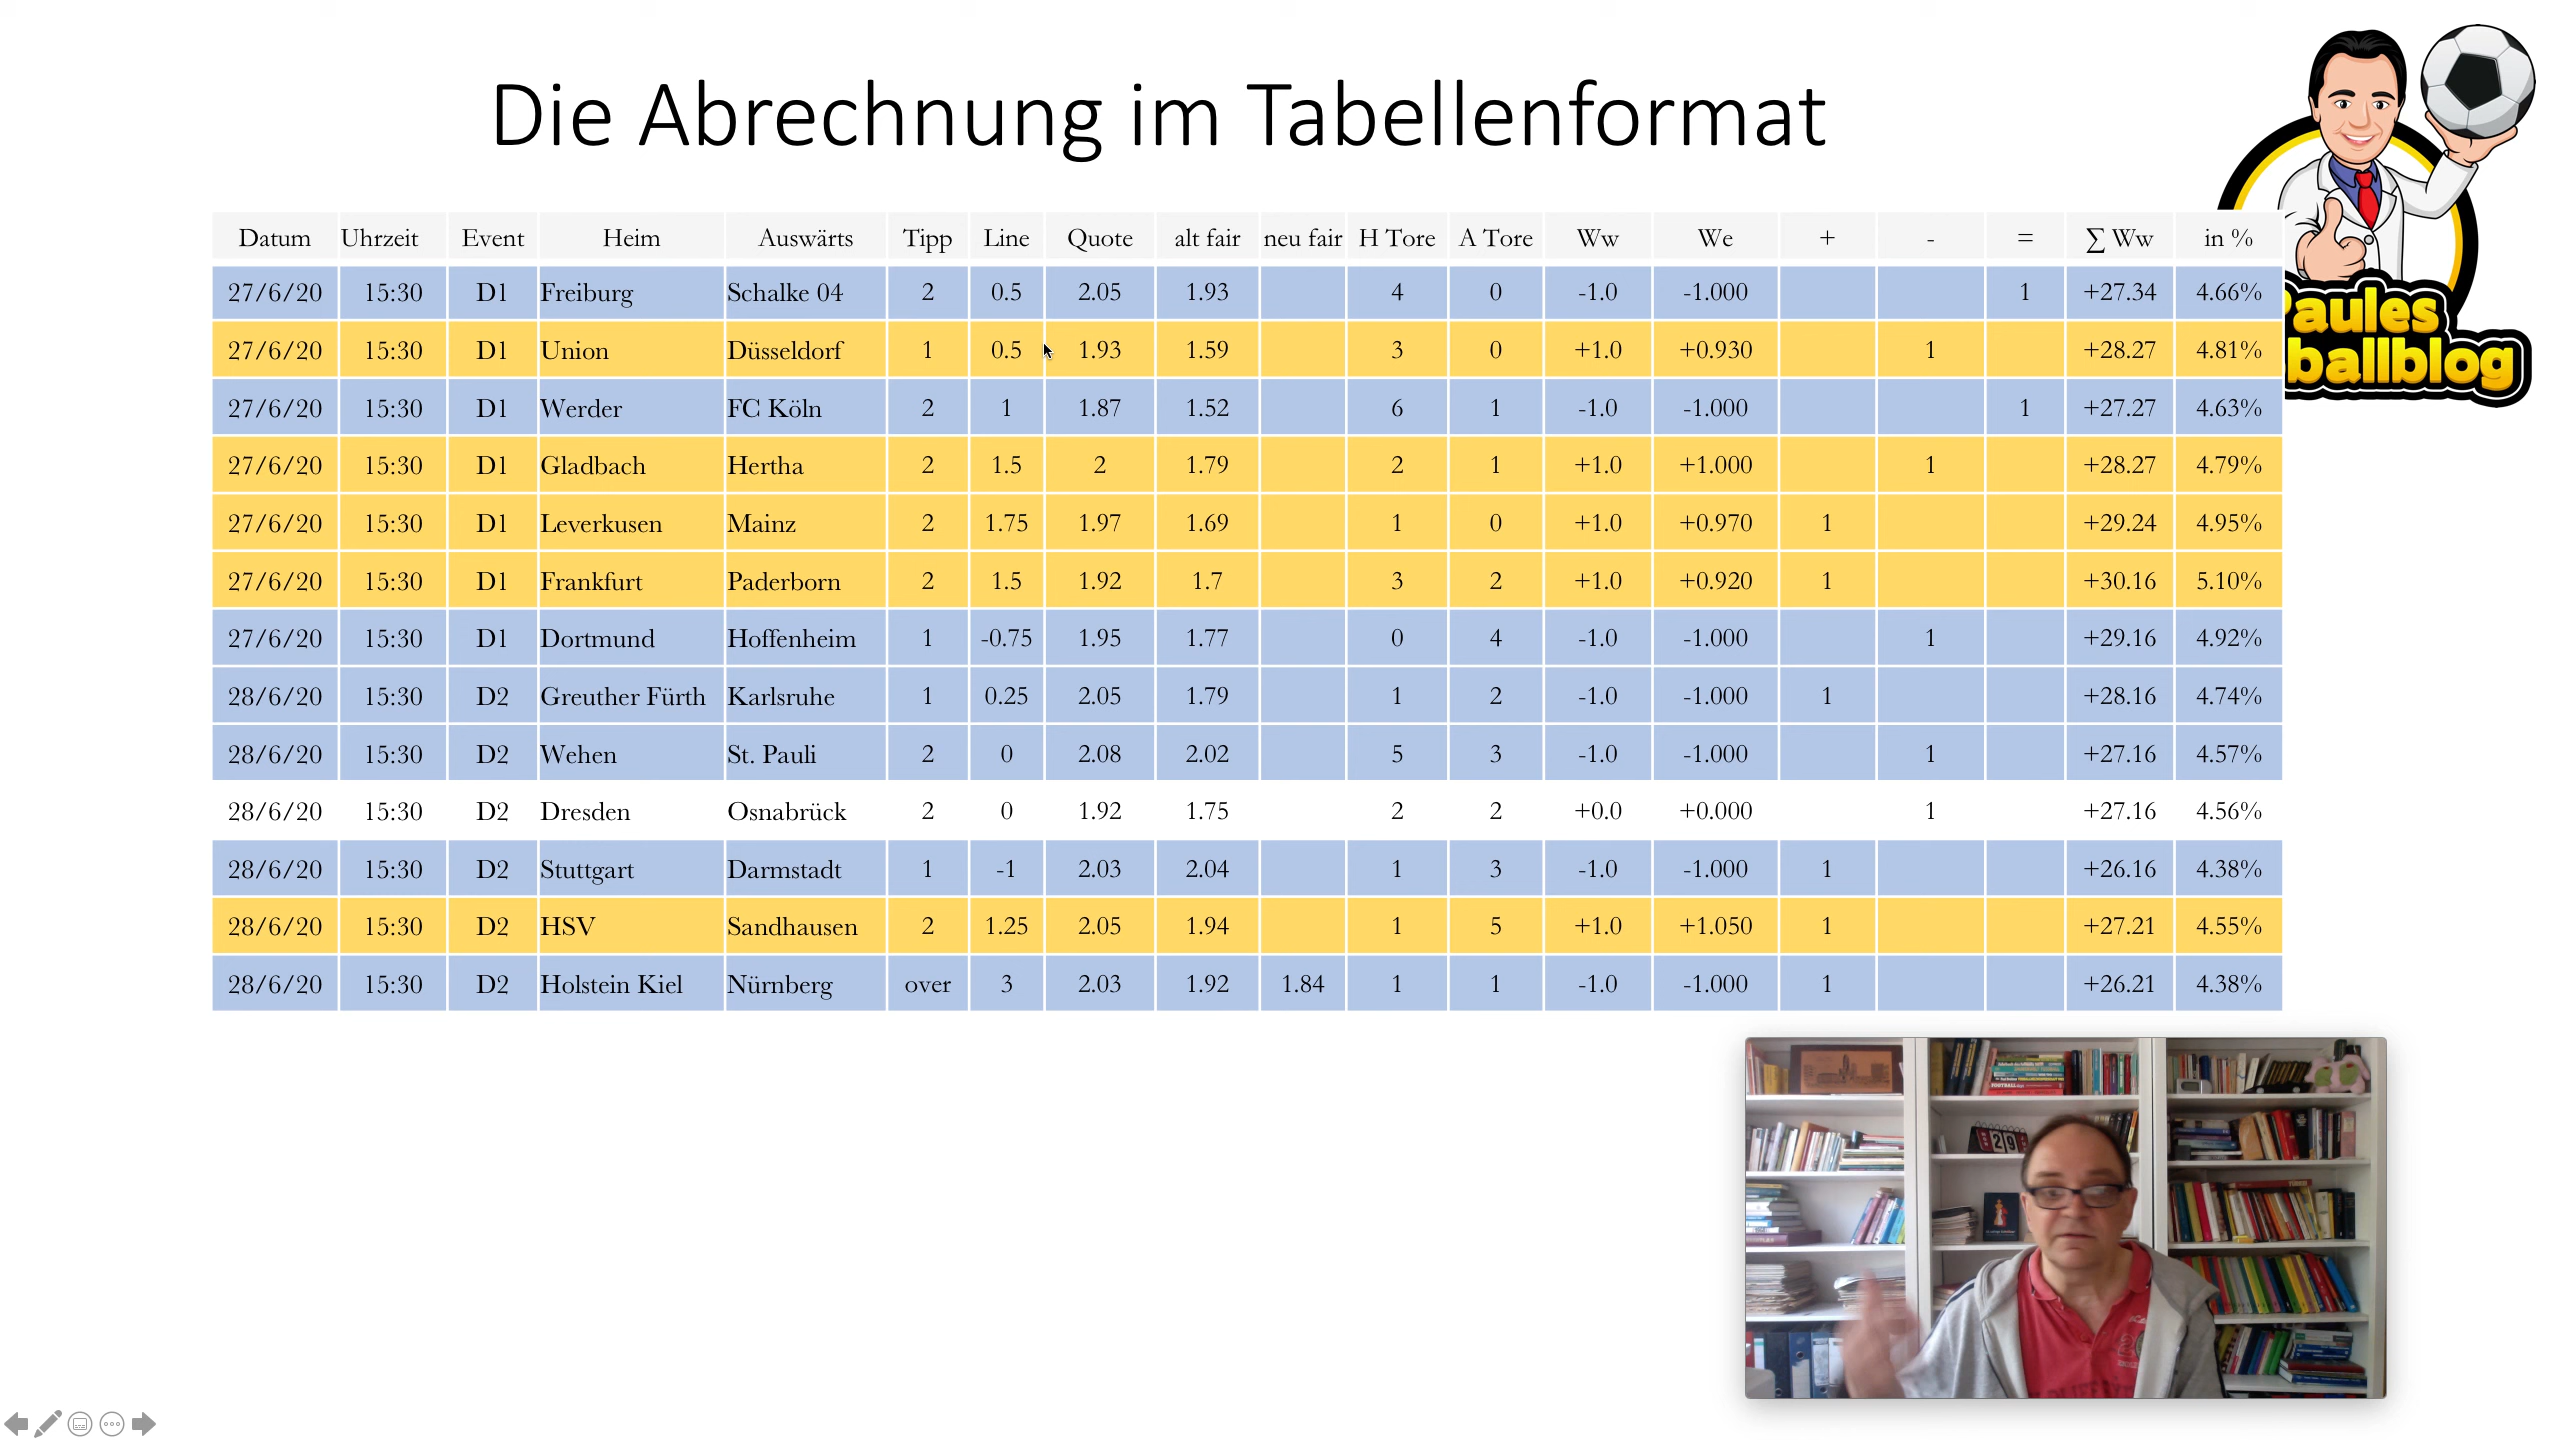 Die Abrechnung im Tabellenformat
Datum Uhrzeit Event Heim Auswärts Tipp Line Quote alt fair neu fair H Tore A Tore Ww We + - = ∑ Ww in %
27/6/20 15:30 D1 Freiburg Schalke 04 2 0.5 2.05 1.93 4 0 -1.0 -1.000 1 +27.34 4.66%
27/6/20 15:30 D1 Union Düsseldorf 1 0.5 1.93 1.59 3 0 +1.0 +0.930 1 +28.27 4.81%
27/6/20 15:30 D1 Werder FC Köln 2 1 1.87 1.52 6 1 -1.0 -1.000 1 +27.27 4.63%
27/6/20 15:30 D1 Gladbach Hertha 2 1.5 2 1.79 2 1 +1.0 +1.000 1 +28.27 4.79%
27/6/20 15:30 D1 Leverkusen Mainz 2 1.75 1.97 1.69 1 0 +1.0 +0.970 1 +29.24 4.95%
27/6/20 15:30 D1 Frankfurt Paderborn 2 1.5 1.92 1.7 3 2 +1.0 +0.920 1 +30.16 5.10%
27/6/20 15:30 D1 Dortmund Hoffenheim 1 -0.75 1.95 1.77 0 4 -1.0 -1.000 1 +29.16 4.92%
28/6/20 15:30 D2 Greuther Fürth Karlsruhe 1 0.25 2.05 1.79 1 2 -1.0 -1.000 1 +28.16 4.74%
28/6/20 15:30 D2 Wehen St. Pauli 2 0 2.08 2.02 5 3 -1.0 -1.000 1 +27.16 4.57%
28/6/20 15:30 D2 Dresden Osnabrück 2 0 1.92 1.75 2 2 +0.0 +0.000 1 +27.16 4.56%
28/6/20 15:30 D2 Stuttgart Darmstadt 1 -1 2.03 2.04 1 3 -1.0 -1.000 1 +26.16 4.38%
28/6/20 15:30 D2 HSV Sandhausen 2 1.25 2.05 1.94 1 5 +1.0 +1.050 1 +27.21 4.55%
28/6/20 15:30 D2 Holstein Kiel Nürnberg over 3 2.03 1.92 1.84 1 1 -1.0 -1.000 1 +26.21 4.38%
aules
ballblog
29